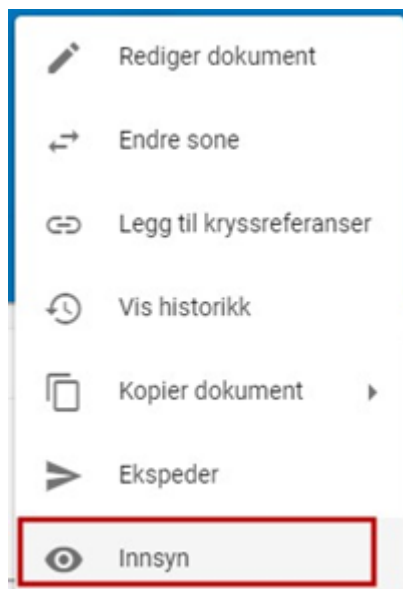 Rediger dokument
Endre sone
Legg til kryssreferanser
Vis historikk
Kopier dokument
Ekspeder
Innsyn